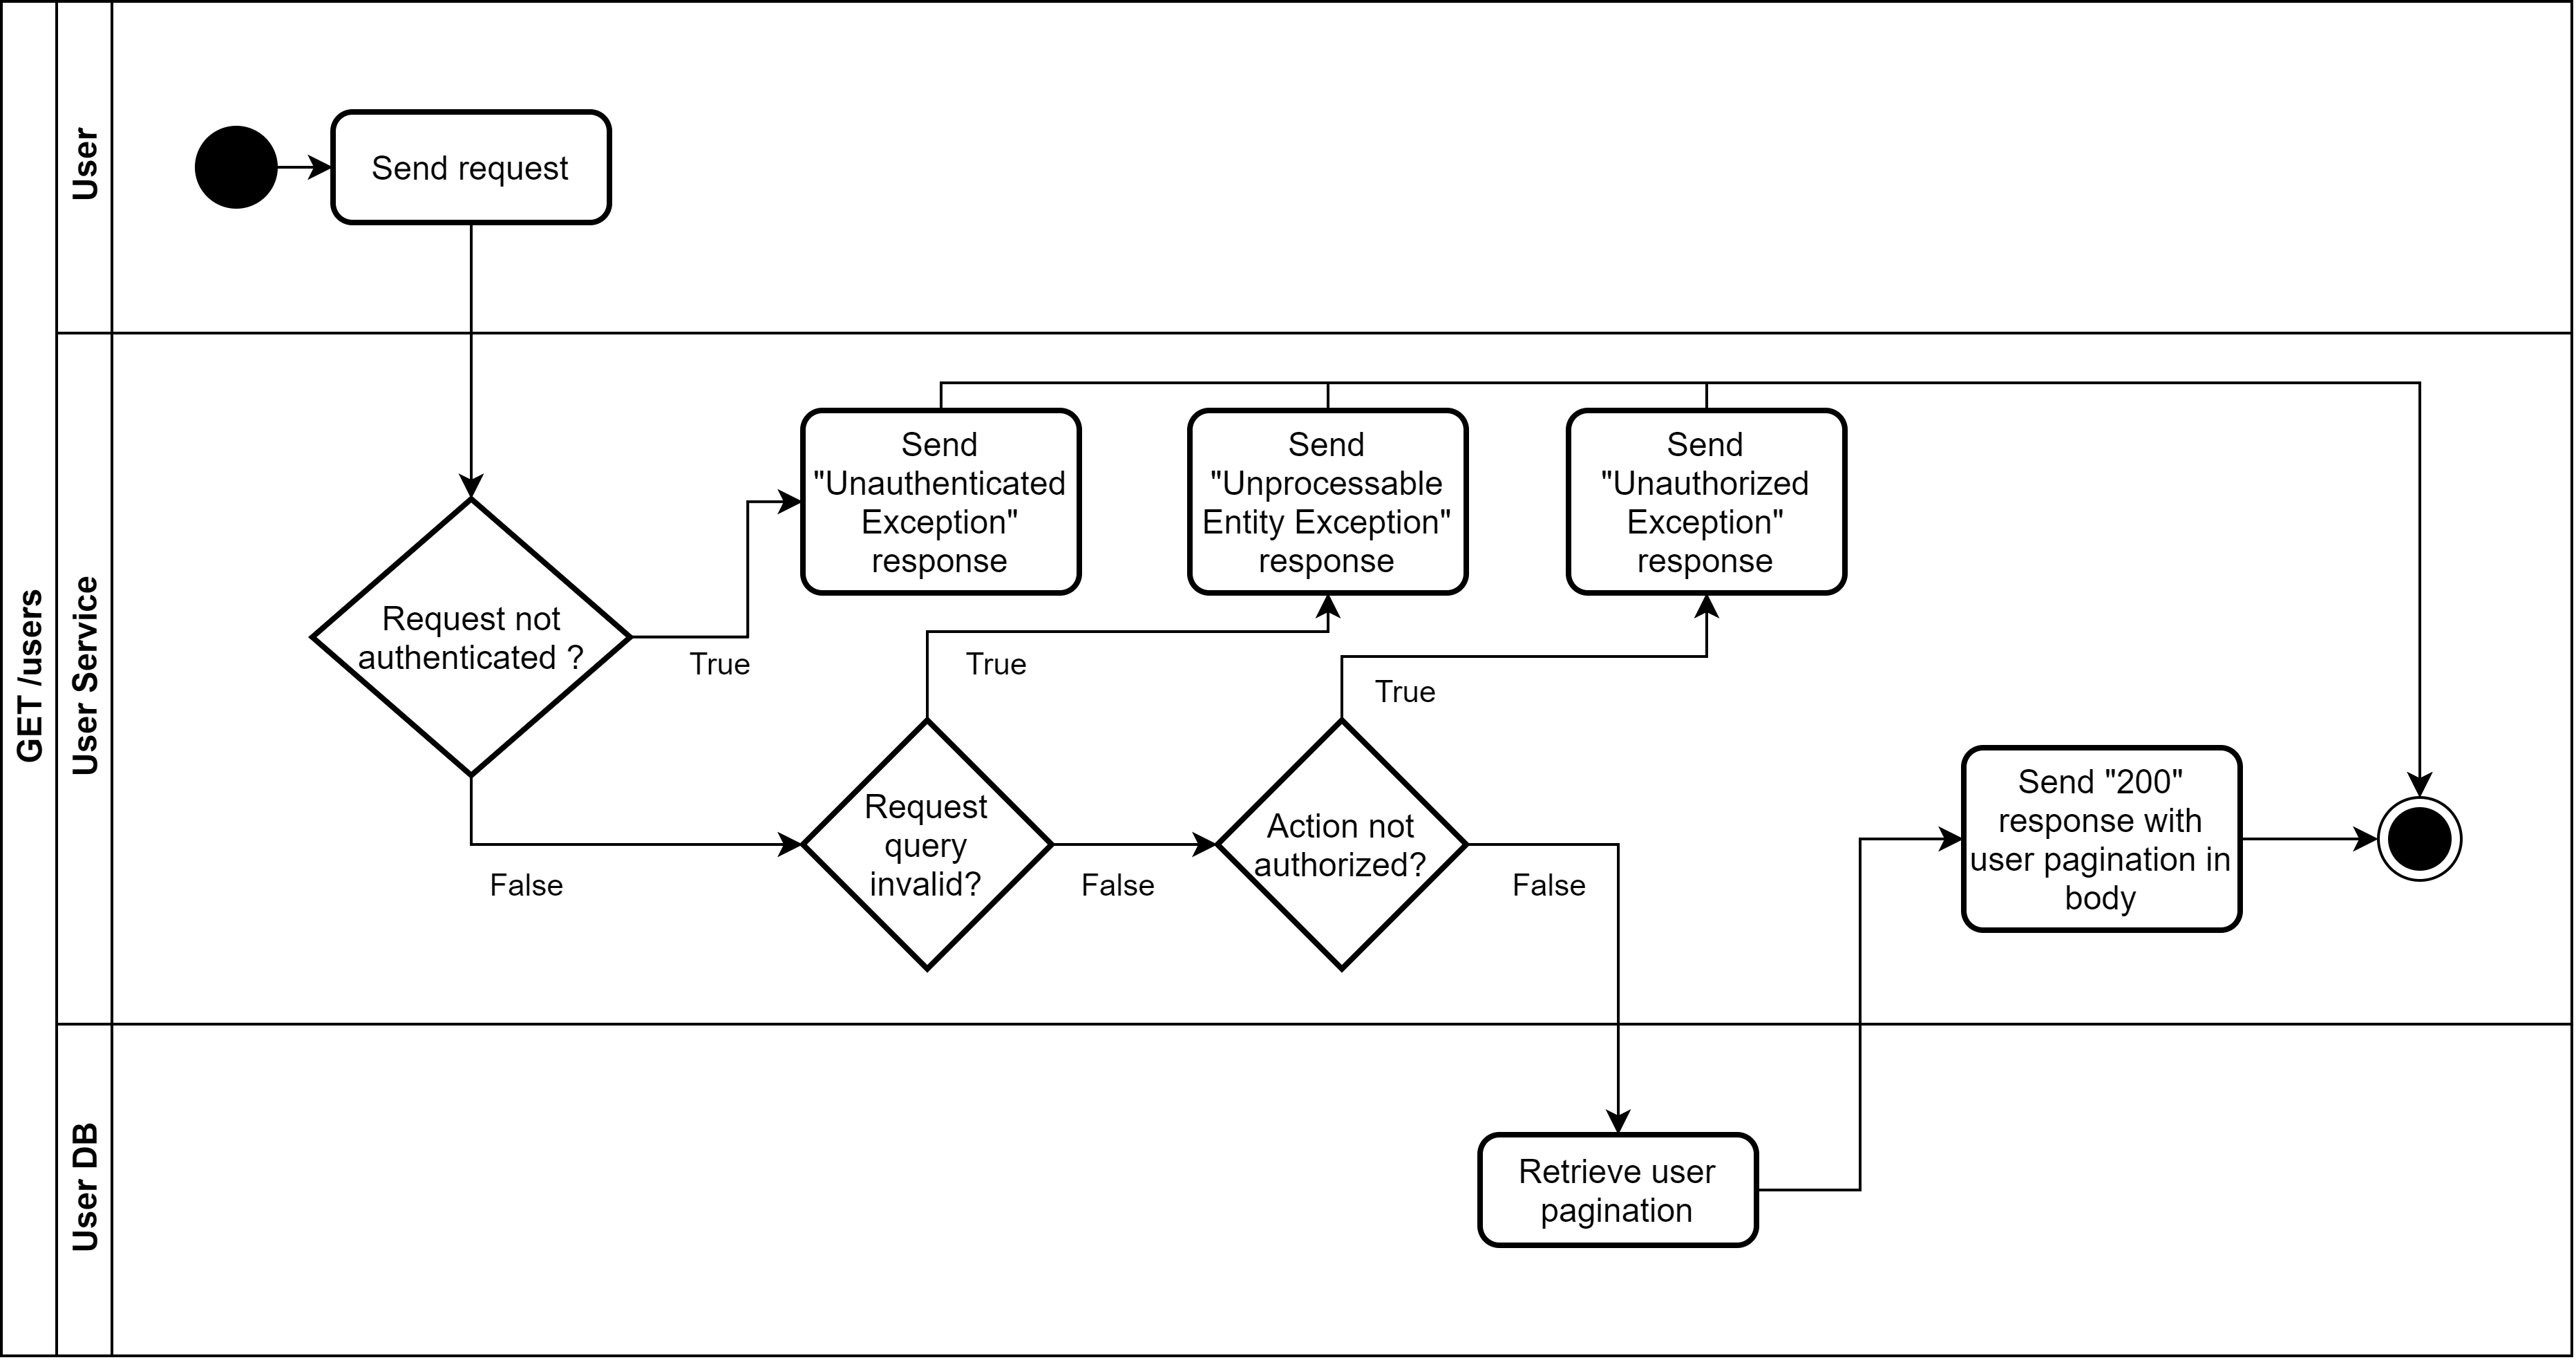 GET /users
User
Send request
User Service
Send
"Unauthenticated
Exception"
response
Send
"Unprocessable
Entity Exception"
response
Send
"Unauthorized
Exception"
response
Request not
authenticated ?
True
True
True
Request
query
invalid?
Action not
authorized?
Send "200"
response with
user pagination in
body
False
False
False
User DB
Retrieve user
pagination